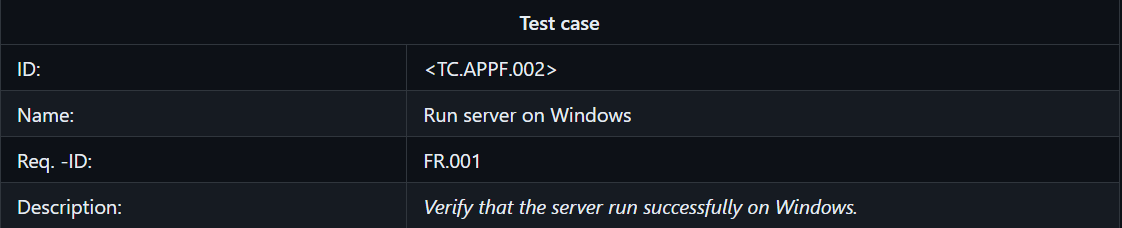 Test case
ID: <TC.APPF.002>
Name: Run server on Windows
Req. -ID: FR.001
Description: Verify that the server run successfully on Windows.